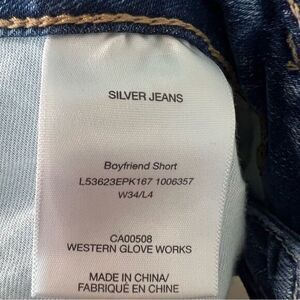 SILVER JEANS
Boyfriend Short
L53623EPK167 1006357
W34/L4
CA00508
WESTERN GLOVE WORKS
MADE IN CHINA/
FABRIQUÉ EN CHINE